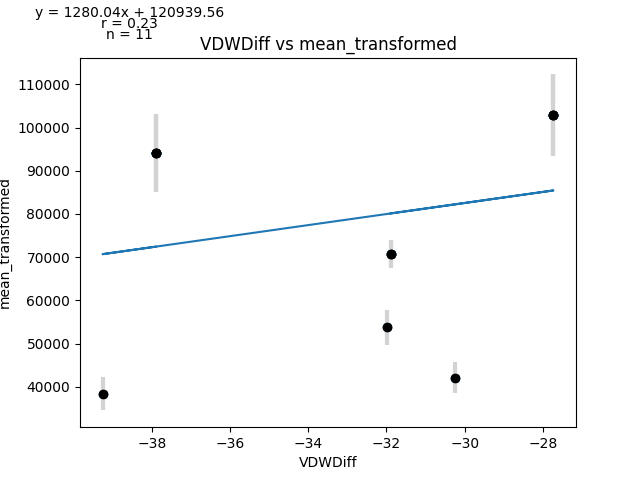 y = 1280.04x + 120939.56
r = 0.23
n = 11
VDWDiff vs mean_transformed
110000
100000
90000
80000
70000
60000
50000
40000
mean_transformed
−38
−36
−34
−32
−30
−28
VDWDiff